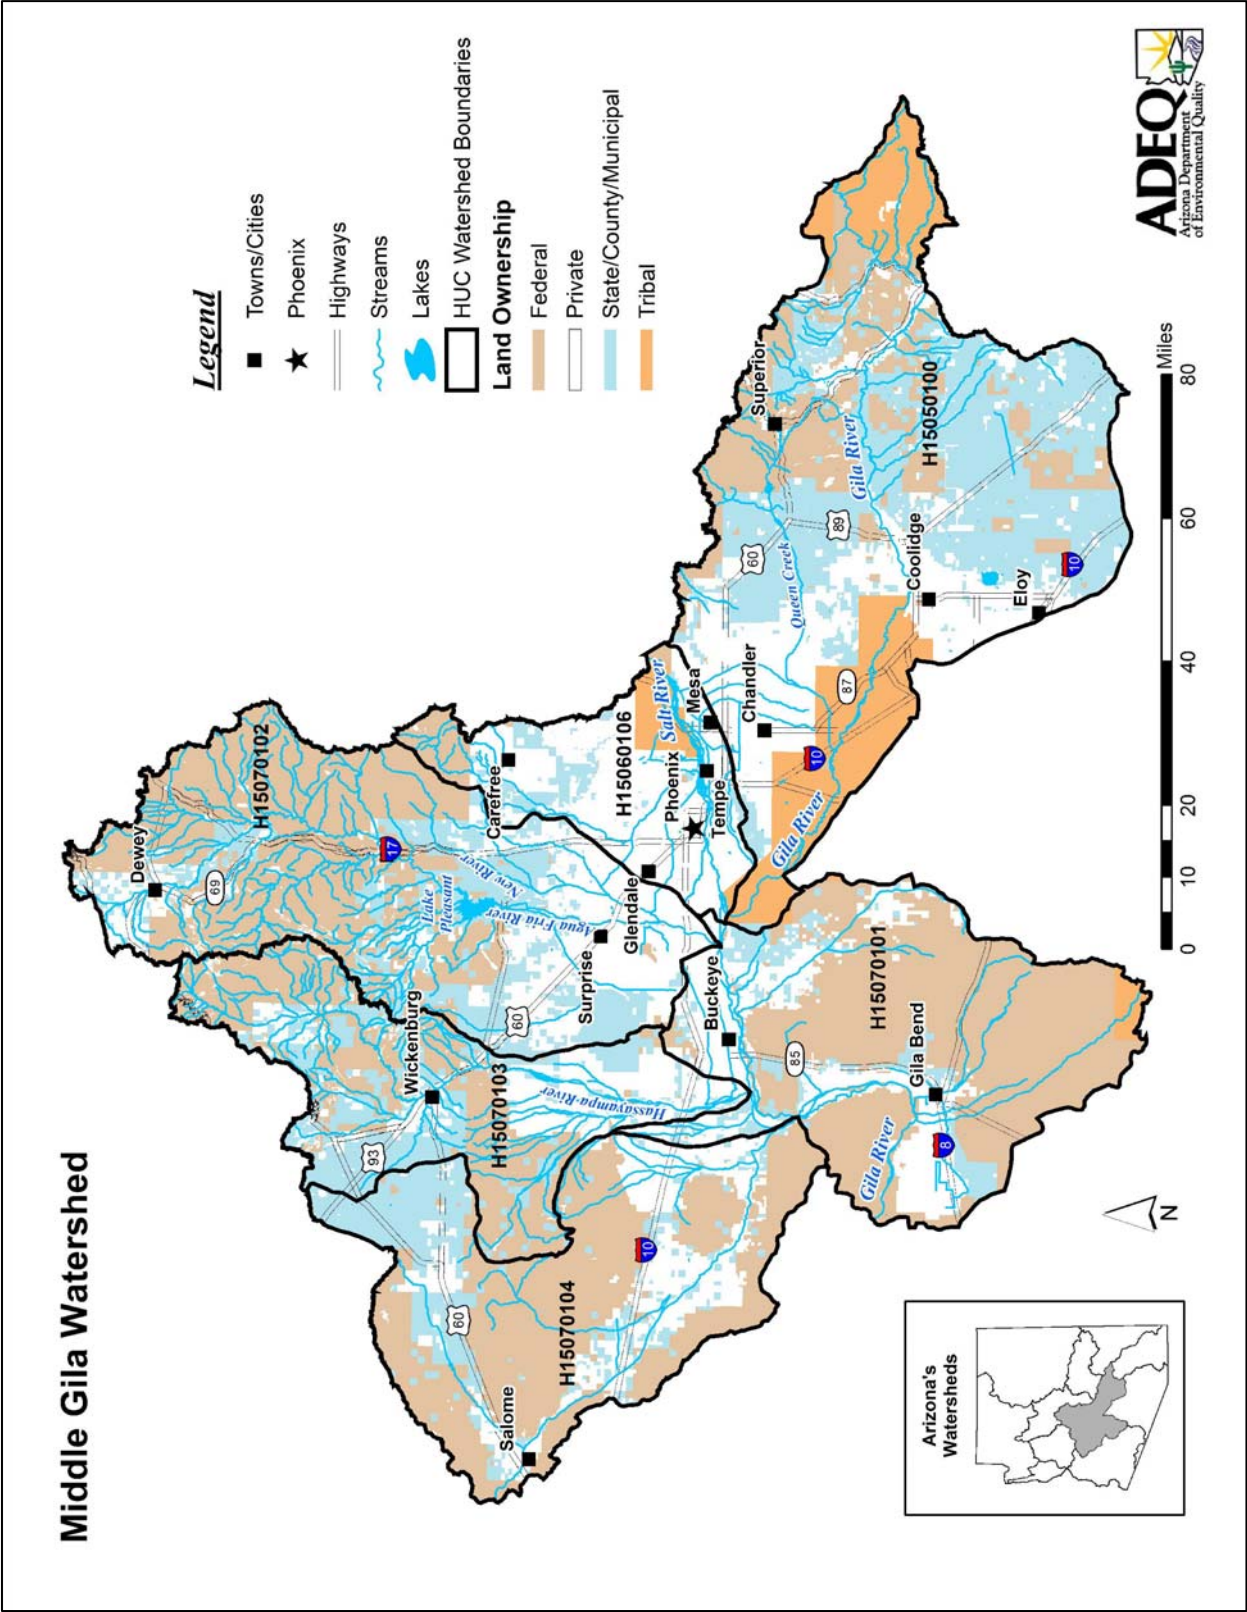 Middle Gila Watershed
Legend
Towns/Cities
Phoenix
Highways
Streams
Lakes
HUC Watershed Boundaries
Land Ownership
Federal
Private
State/County/Municipal
Tribal
Dewey
69
H15070102
17
Lake
Pleasant
New River
Agua Fria River
Carefree
Wickenburg
93
60
H15070103
Hassayampa River
Surprise
60
Glendale
H15060106
Phoenix
Tempe
Salt River
Mesa
Chandler
Buckeye
Salome
60
H15070104
10
85
H15070101
Gila Bend
Gila River
8
Gila River
10
87
Queen Creek
60
89
Superior
Gila River
H15050100
Coolidge
Eloy
10
0
10
20
40
60
80
Miles
N
Arizona's
Watersheds
ADEQ
Arizona Department
of Environmental Quality